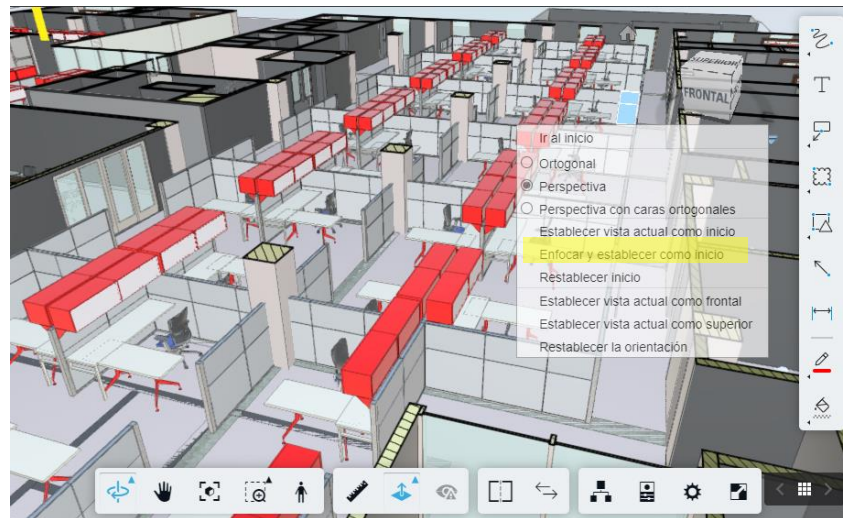 SUPERIOR
FRONTAL
Ir al inicio
Ortogonal
Perspectiva
Perspectiva con caras ortogonales
Establecer vista actual como inicio
Enfocar y establecer como inicio
Restablecer inicio
Establecer vista actual como frontal
Establecer vista actual como superior
Restablecer la orientación
T